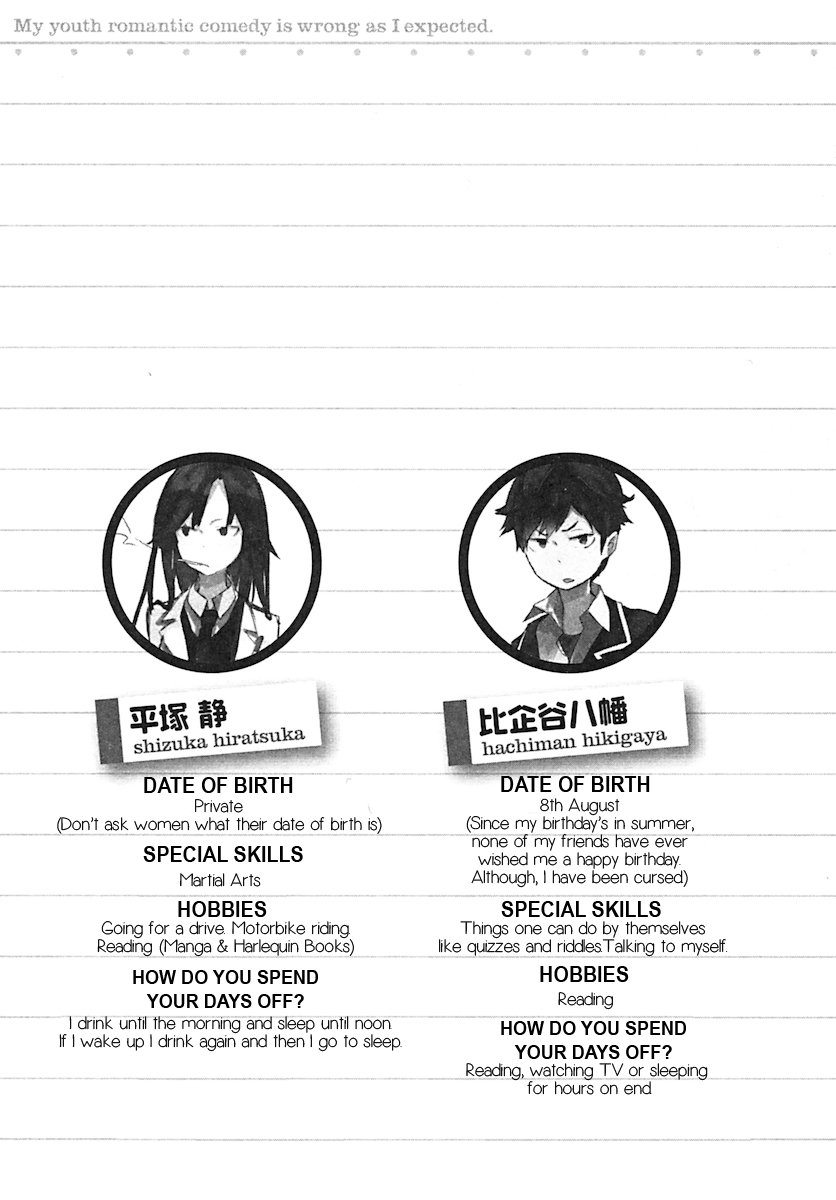 My youth romantic comedy is wrong as I expected.
平塚 静
shizuka hiratsuka
DATE OF BIRTH
Private
(Don't ask women what their date of birth is)
SPECIAL SKILLS
Martial Arts
HOBBIES
Going for a drive. Motorbike riding.
Reading (Manga & Harlequin Books)
HOW DO YOU SPEND
YOUR DAYS OFF?
I drink until the morning and sleep until noon.
If I wake up I drink again and then I go to sleep.
比企谷八幡
hachiman hikigaya
DATE OF BIRTH
8th August
(Since my birthday's in summer,
none of my friends have ever
wished me a happy birthday.
Although, I have been cursed.)
SPECIAL SKILLS
Things one can do by themselves
like quizzes and riddles.Talking to myself.
HOBBIES
Reading
HOW DO YOU SPEND
YOUR DAYS OFF?
Reading, watching TV or sleeping
for hours on end.